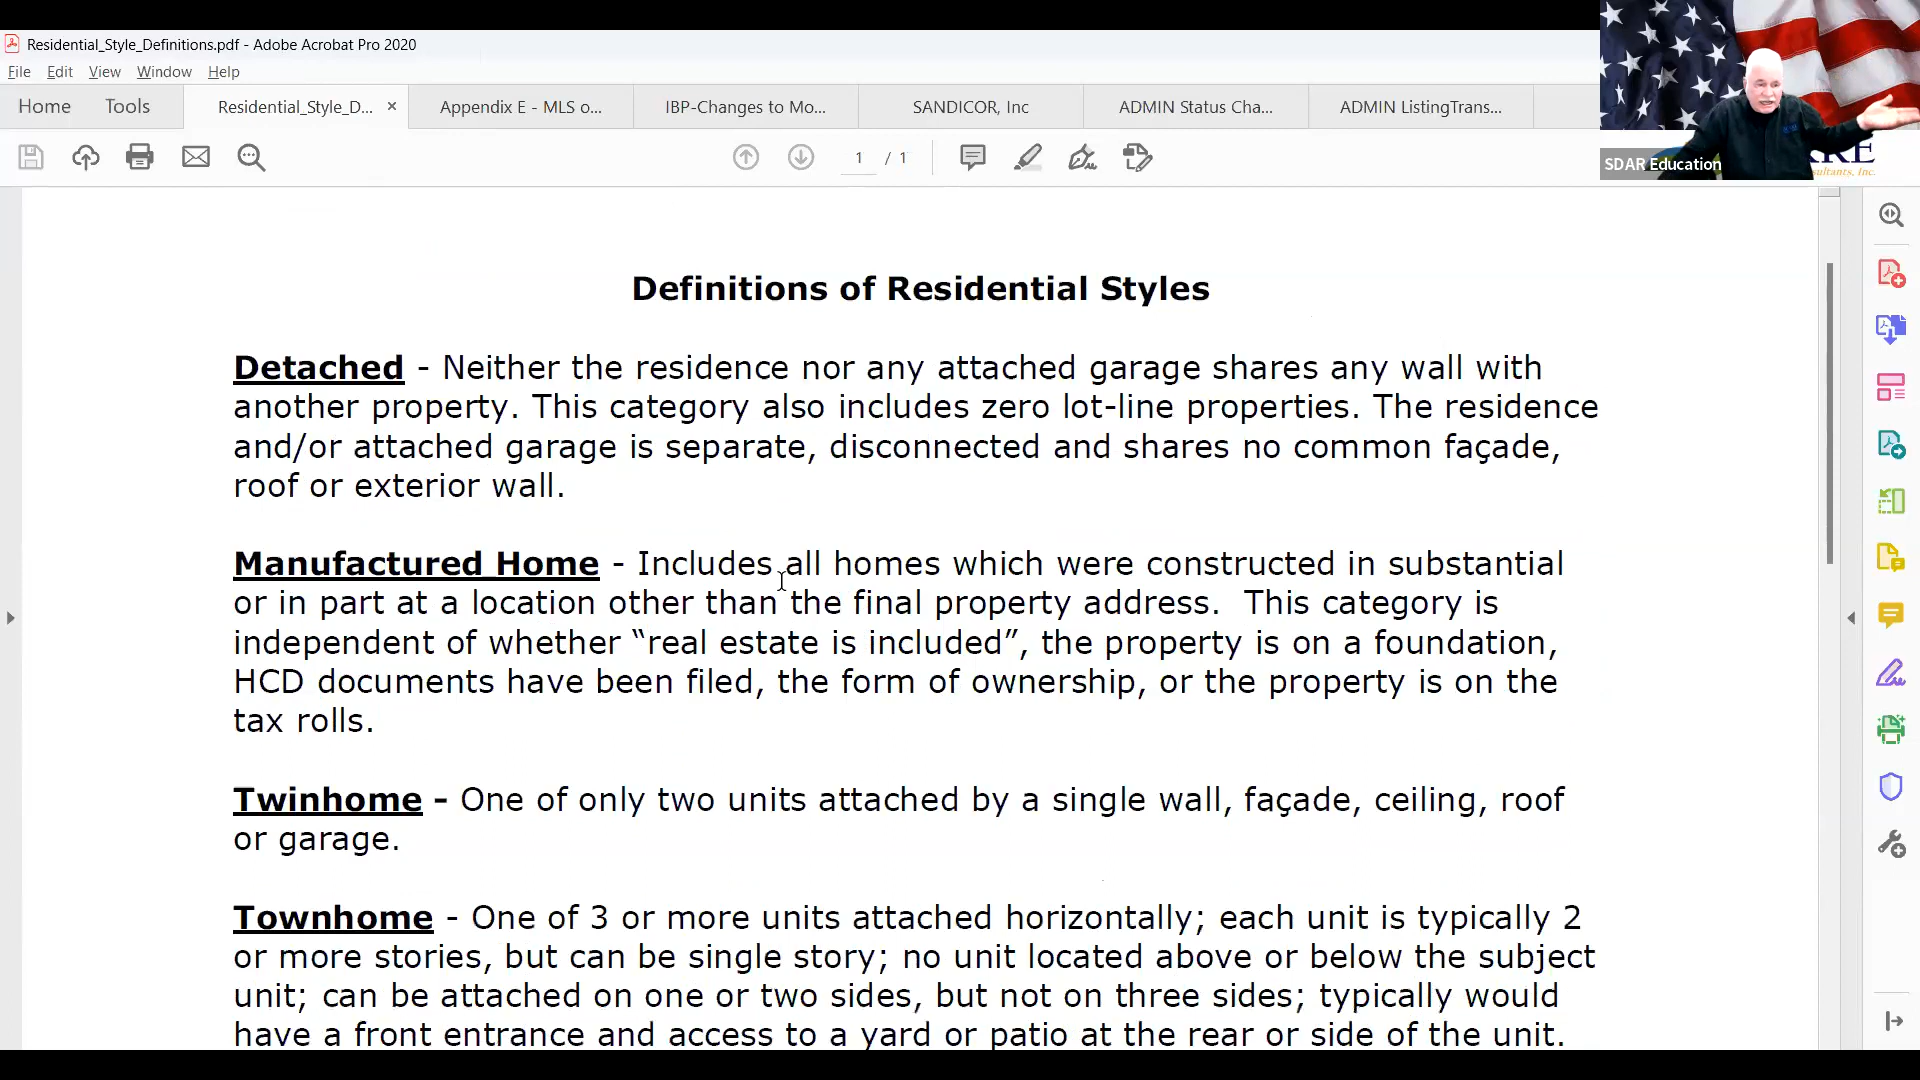 Residential_Style_Definitions.pdf - Adobe Acrobat Pro 2020
File Edit View Window Help
Home Tools Residential_Style_D... × Appendix E - MLS o... IBP-Changes to Mo... SANDICOR, Inc ADMIN Status Cha... ADMIN ListingTrans...
1 / 1
SDAR Education
Definitions of Residential Styles
Detached - Neither the residence nor any attached garage shares any wall with
another property. This category also includes zero lot-line properties. The residence
and/or attached garage is separate, disconnected and shares no common façade,
roof or exterior wall.
Manufactured Home - Includes all homes which were constructed in substantial
or in part at a location other than the final property address.  This category is
independent of whether “real estate is included”, the property is on a foundation,
HCD documents have been filed, the form of ownership, or the property is on the
tax rolls.
Twinhome - One of only two units attached by a single wall, façade, ceiling, roof
or garage.
Townhome - One of 3 or more units attached horizontally; each unit is typically 2
or more stories, but can be single story; no unit located above or below the subject
unit; can be attached on one or two sides, but not on three sides; typically would
have a front entrance and access to a yard or patio at the rear or side of the unit.